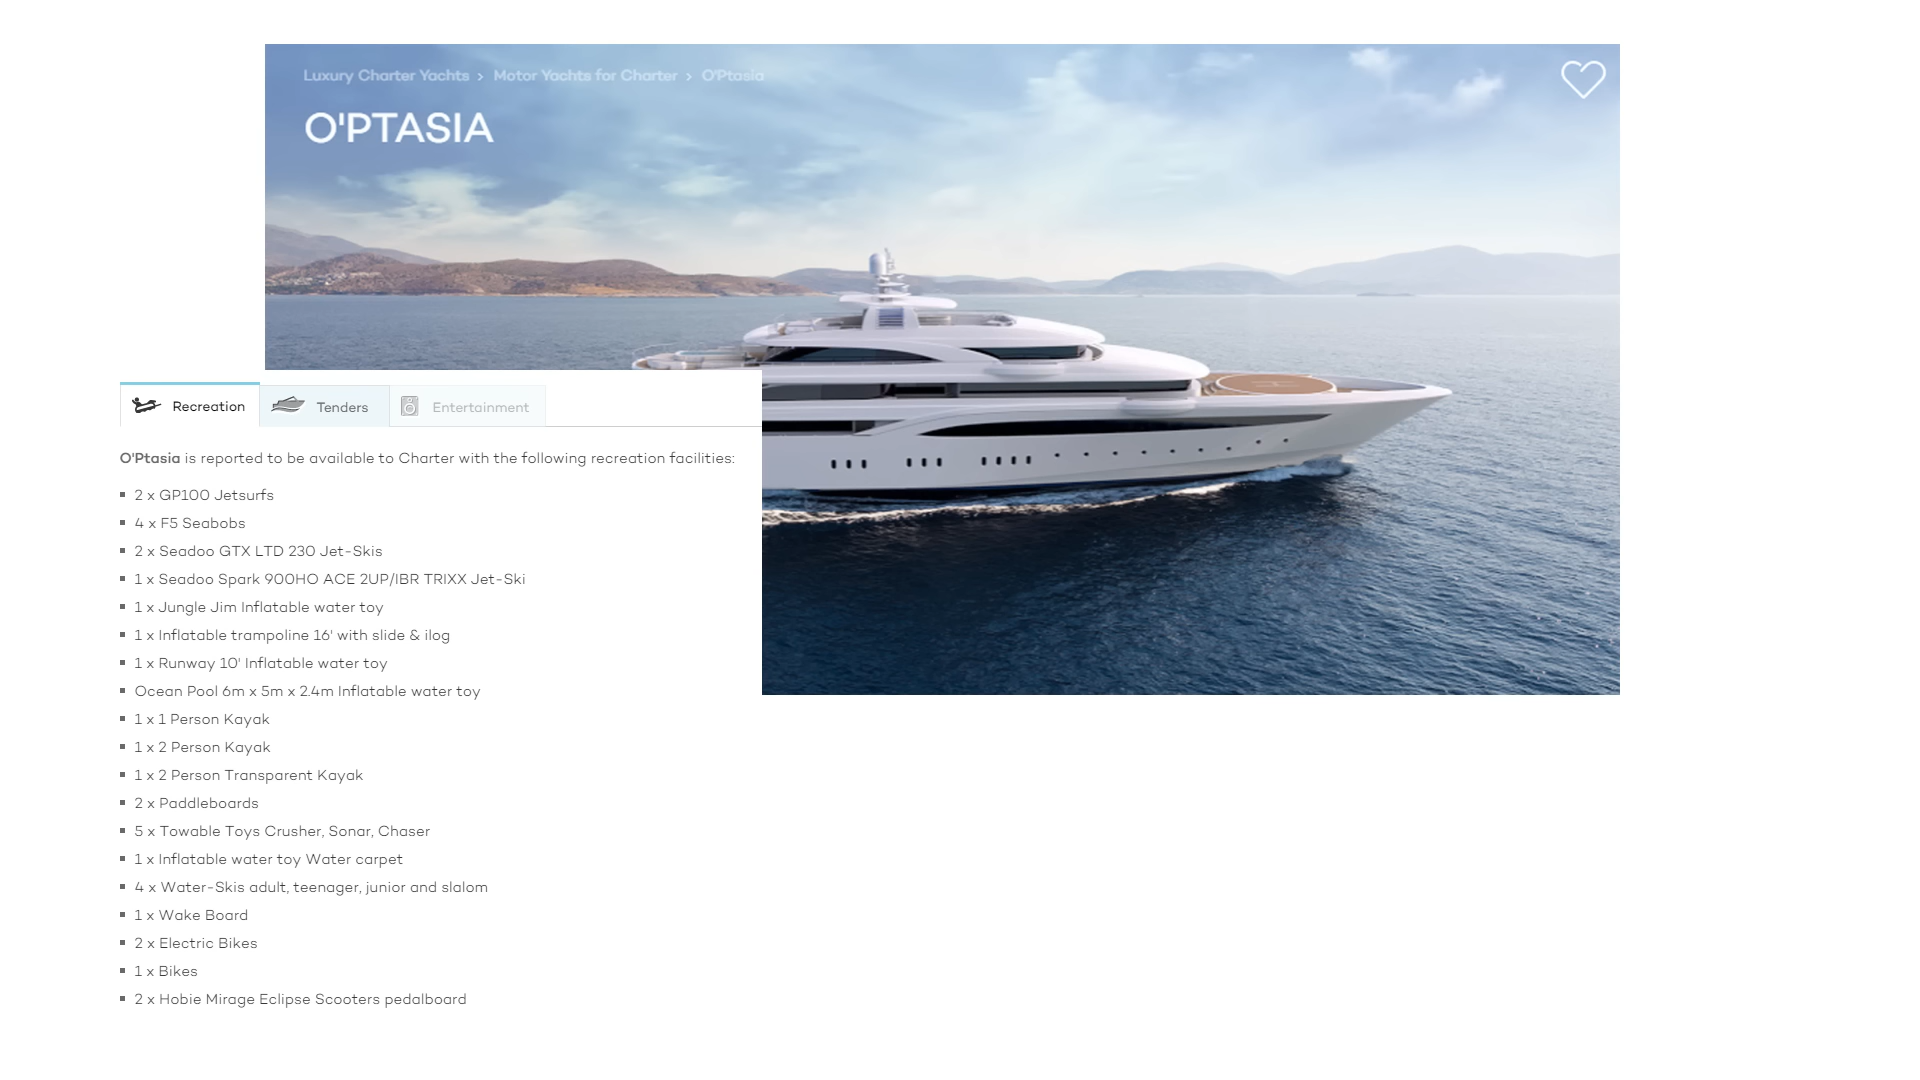 Luxury Charter Yachts > Motor Yachts for Charter > O'Ptasia
O'PTASIA
Recreation
Tenders
Entertainment
O'Ptasia is reported to be available to Charter with the following recreation facilities:
2 x GP100 Jetsurfs
4 x F5 Seabobs
2 x Seadoo GTX LTD 230 Jet-Skis
1 x Seadoo Spark 900HO ACE 2UP/IBR TRIXX Jet-Ski
1 x Jungle Jim Inflatable water toy
1 x Inflatable trampoline 16' with slide & ilog
1 x Runway 10' Inflatable water toy
Ocean Pool 6m x 5m x 2.4m Inflatable water toy
1 x 1 Person Kayak
1 x 2 Person Kayak
1 x 2 Person Transparent Kayak
2 x Paddleboards
5 x Towable Toys Crusher, Sonar, Chaser
1 x Inflatable water toy Water carpet
4 x Water-Skis adult, teenager, junior and slalom
1 x Wake Board
2 x Electric Bikes
1 x Bikes
2 x Hobie Mirage Eclipse Scooters pedalboard